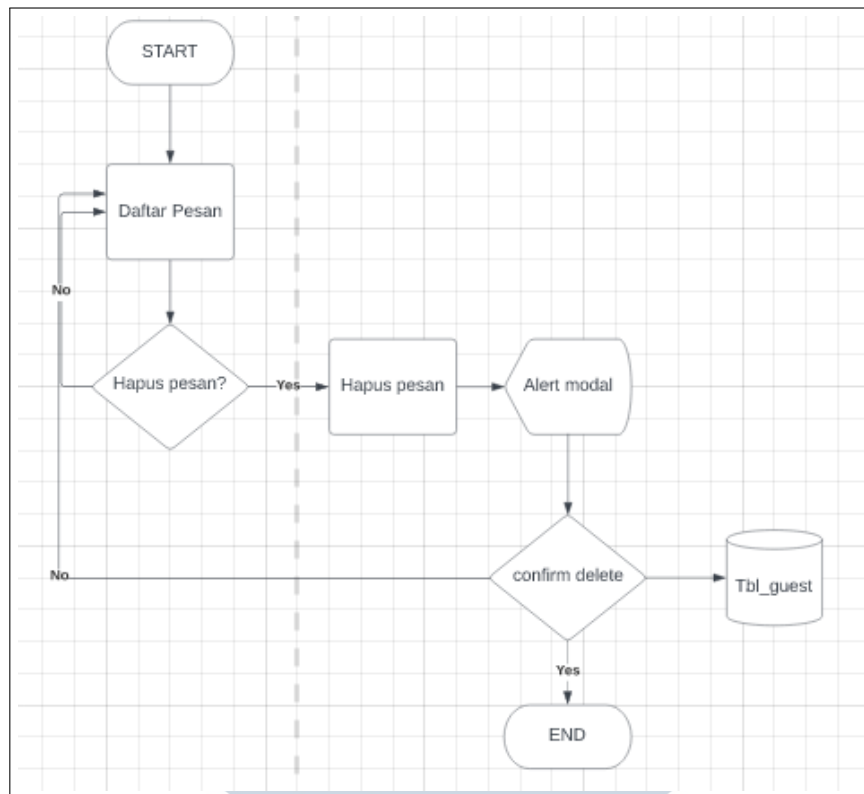 START
Daftar Pesan
No
Hapus pesan?
Yes
Hapus pesan
Alert modal
No
confirm delete
Tbl_guest
Yes
END